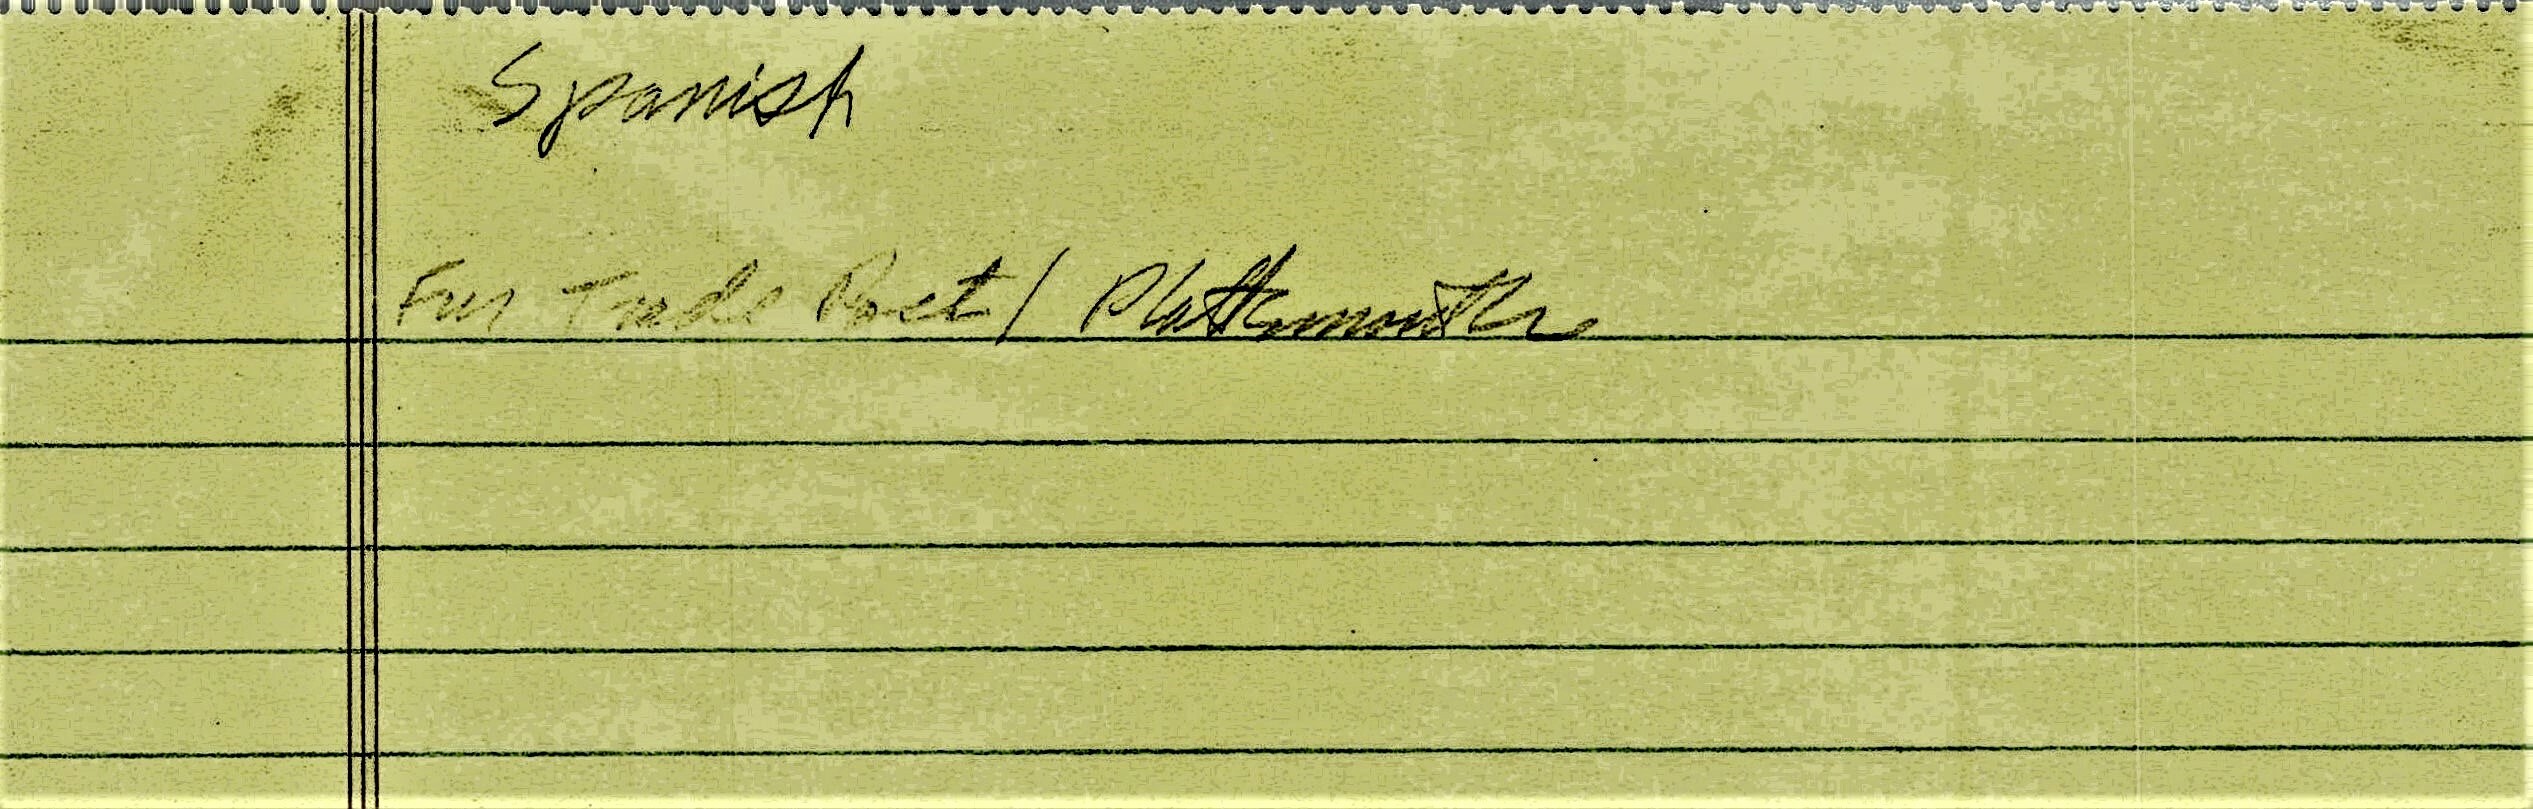 Spanish
Fur Trade Post / Plattsmouth